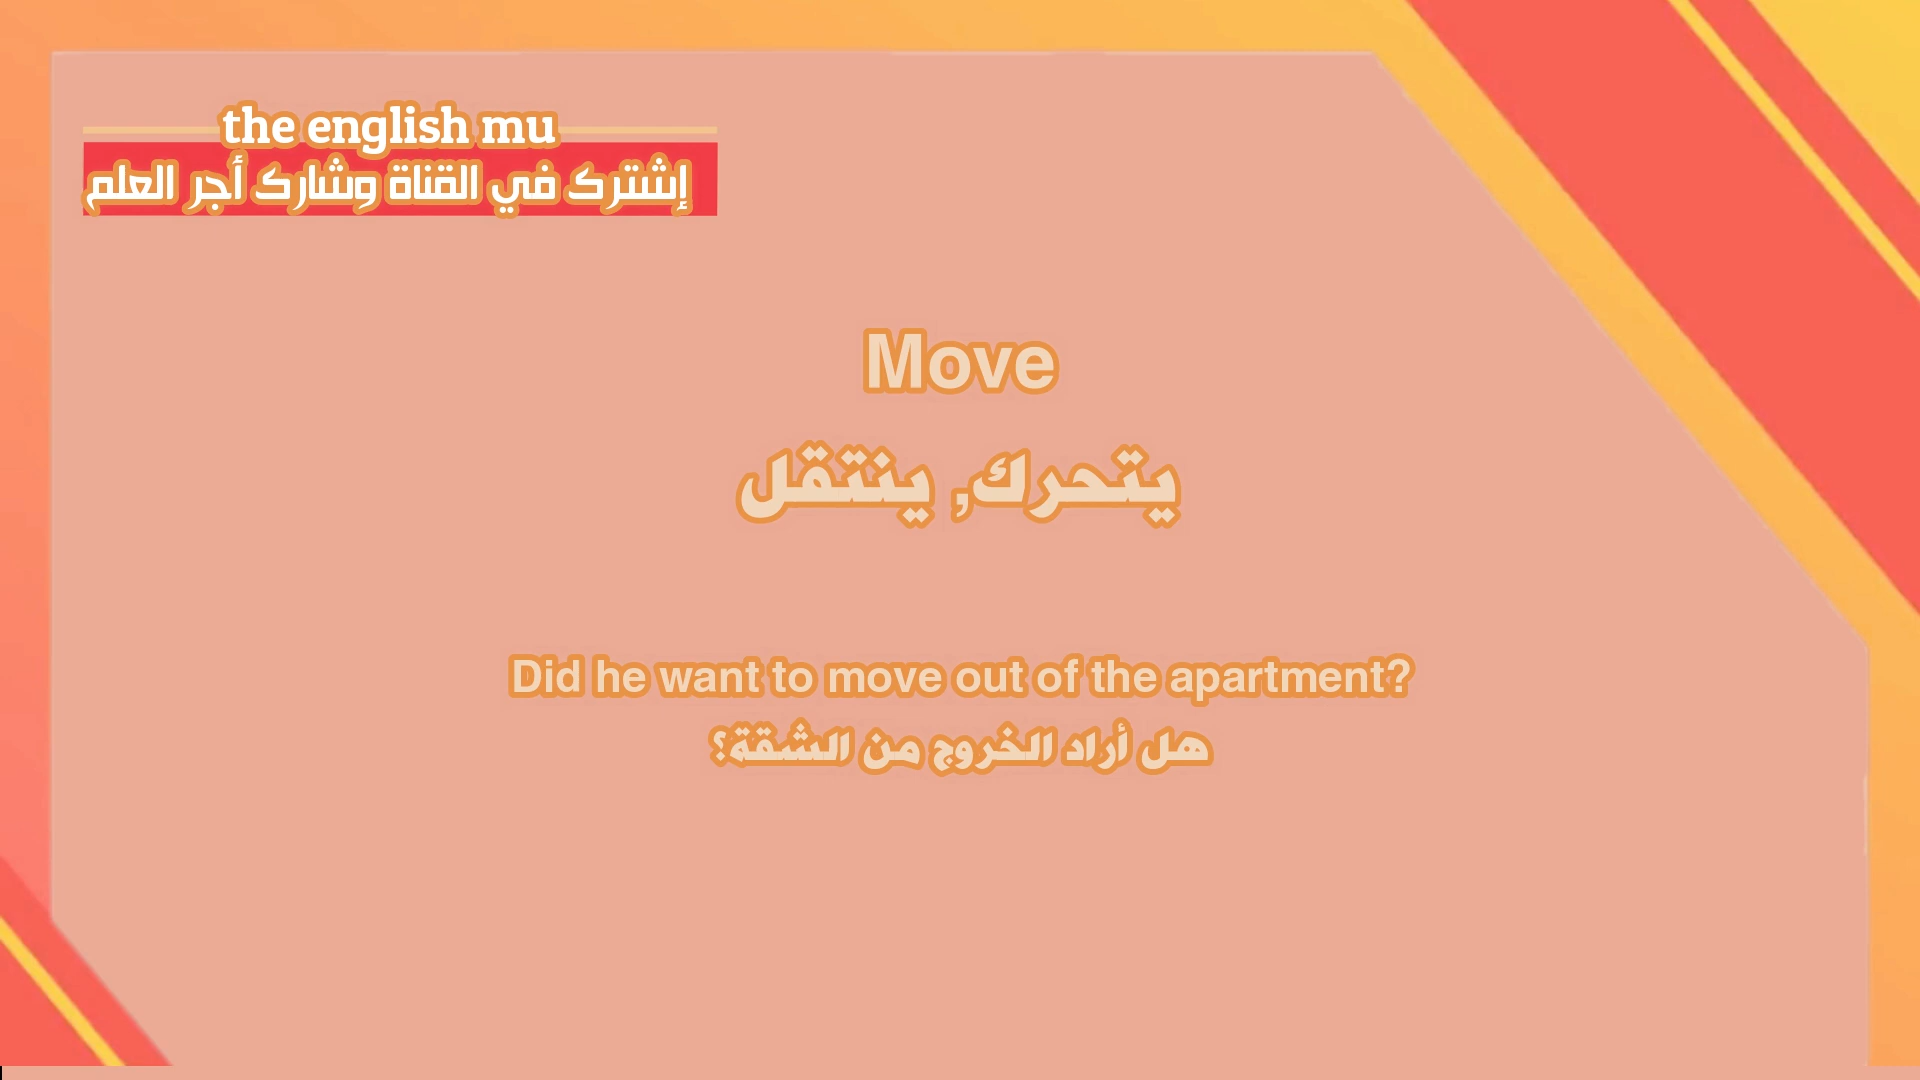 the english mu
إشترك في القناة وشارك أجر العلم
Move
يتحرك, ينتقل
Did he want to move out of the apartment?
هل أراد الخروج من الشقة؟